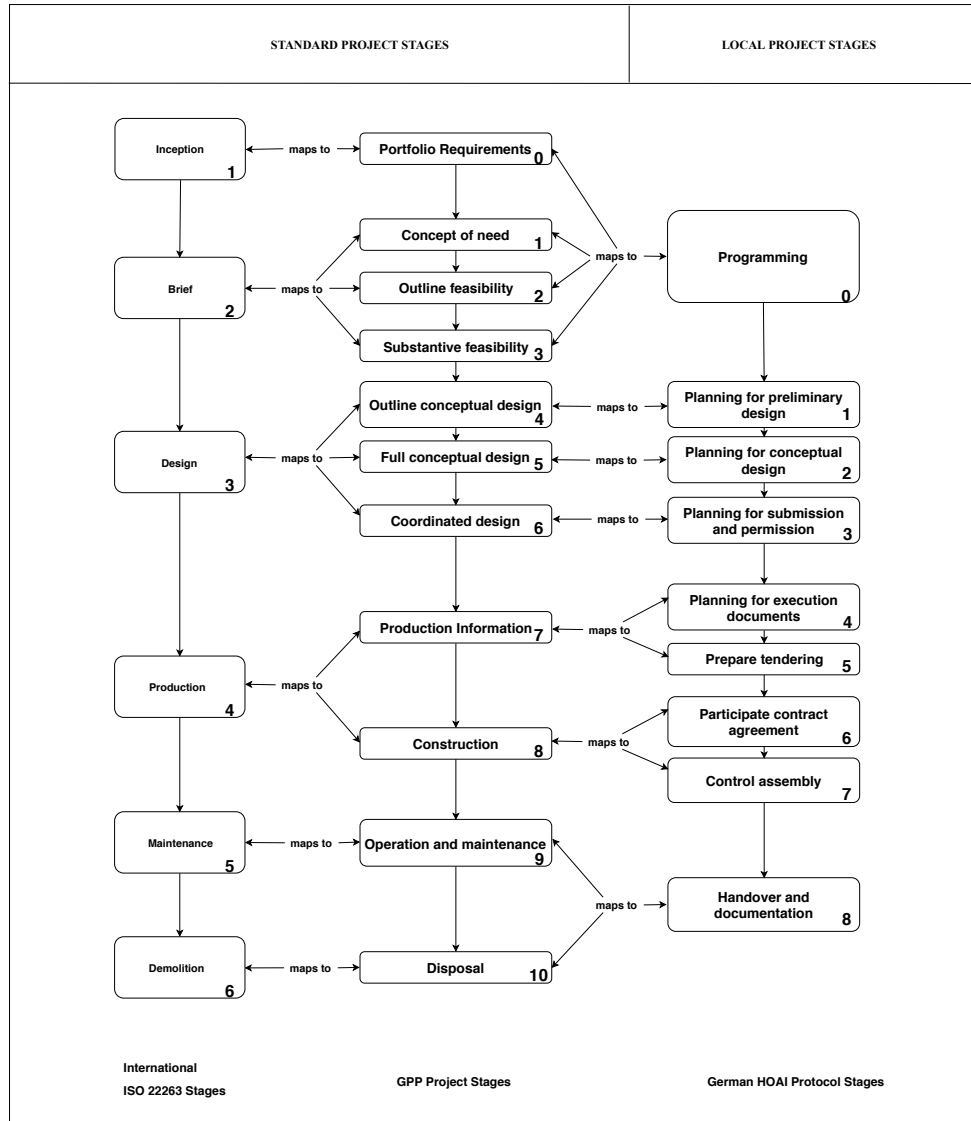 STANDARD PROJECT STAGES
LOCAL PROJECT STAGES
Inception
1
maps to
Portfolio Requirements
0
Concept of need
1
maps to
Programming
0
Brief
2
maps to
Outline feasibility
2
Substantive feasibility
3
Outline conceptual design
4
maps to
Planning for preliminary
design
1
Design
3
maps to
Full conceptual design
5
maps to
Planning for conceptual
design
2
Coordinated design
6
maps to
Planning for submission
and permission
3
Production Information
7
maps to
Planning for execution
documents
4
Prepare tendering
5
Production
4
maps to
Construction
8
maps to
Participate contract
agreement
6
Control assembly
7
Maintenance
5
maps to
Operation and maintenance
9
maps to
Handover and
documentation
8
Demolition
6
maps to
Disposal
10
International
ISO 22263 Stages
GPP Project Stages
German HOAI Protocol Stages